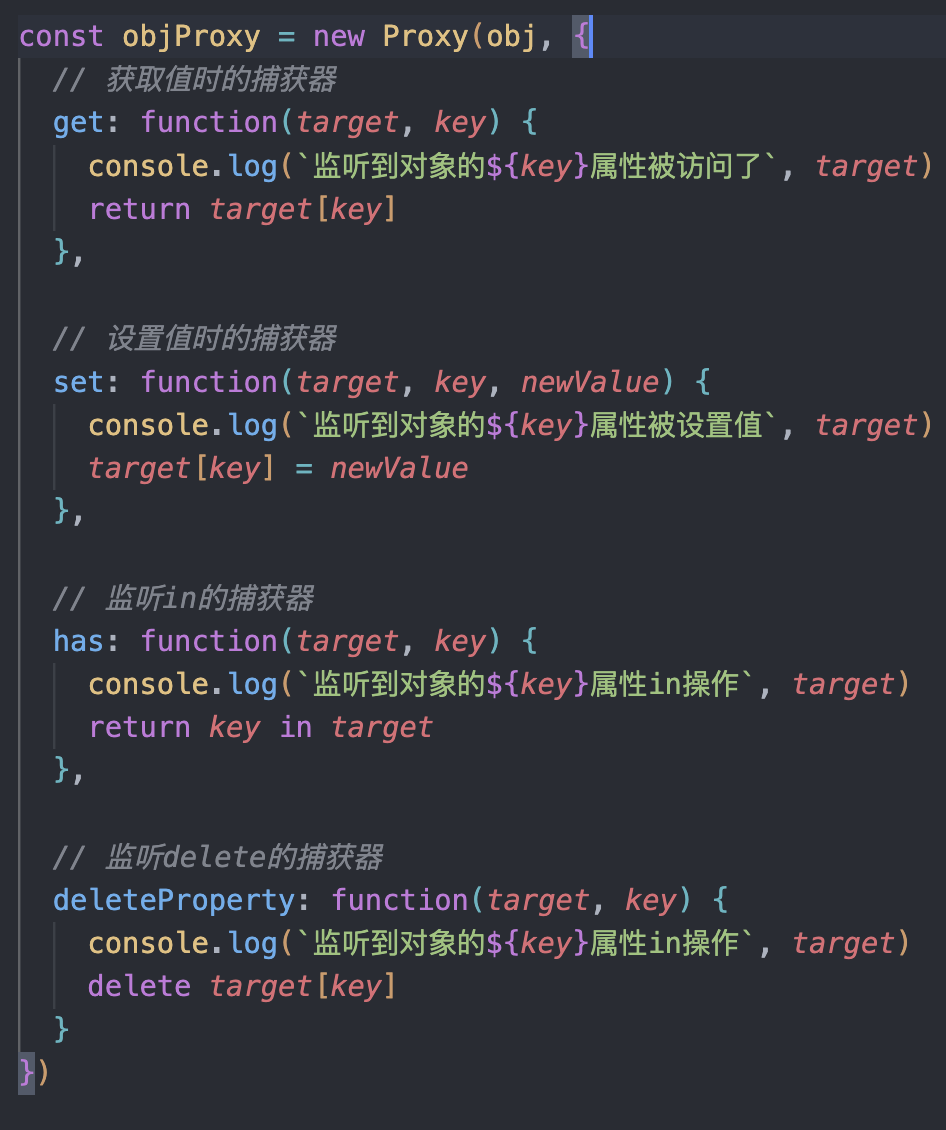 const objProxy = new Proxy(obj, {
  // 获取值时的捕获器
  get: function(target, key) {
    console.log(`监听到对象的${key}属性被访问了`, target)
    return target[key]
  },

  // 设置值时的捕获器
  set: function(target, key, newValue) {
    console.log(`监听到对象的${key}属性被设置值`, target)
    target[key] = newValue
  },

  // 监听in的捕获器
  has: function(target, key) {
    console.log(`监听到对象的${key}属性in操作`, target)
    return key in target
  },

  // 监听delete的捕获器
  deleteProperty: function(target, key) {
    console.log(`监听到对象的${key}属性in操作`, target)
    delete target[key]
  }
})